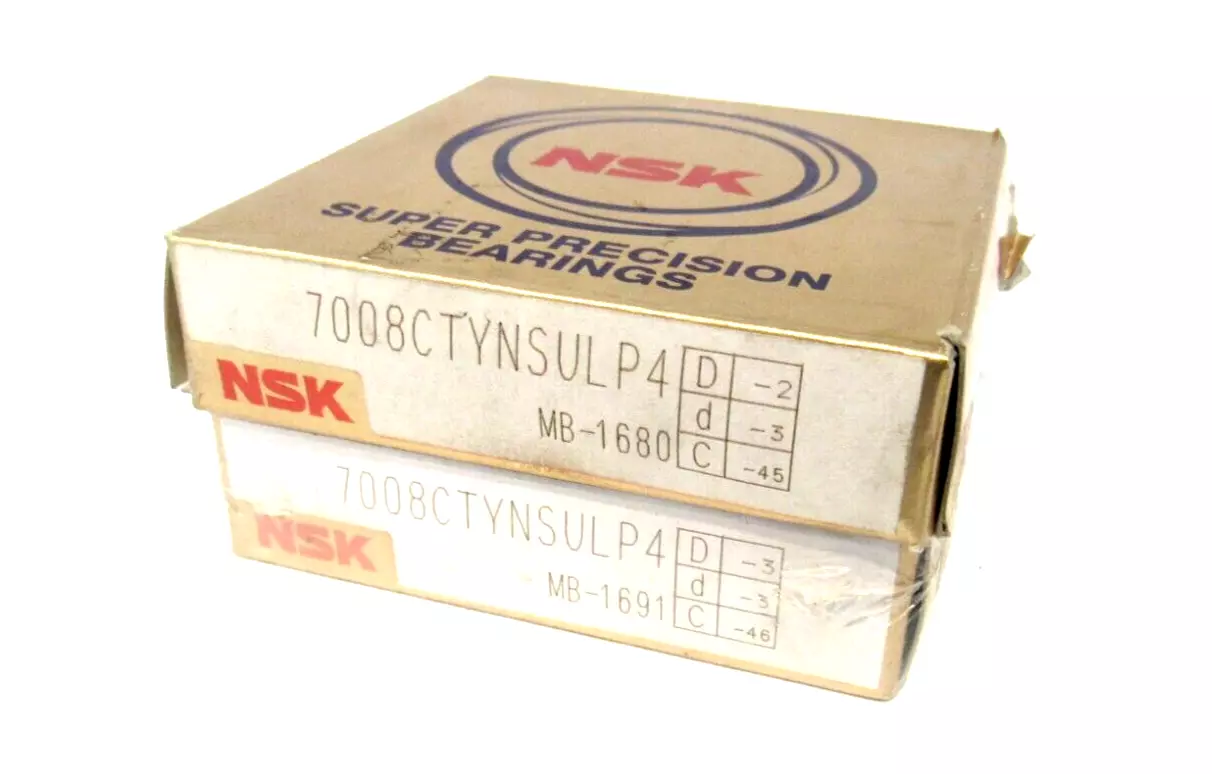 NSK
SUPER PRECISION
BEARINGS
7008CTYNSULP4
NSK
MB-1680
D -2
d -3
C -45
7008CTYNSULP4
NSK
MB-1691
D -3
d -3
C -46